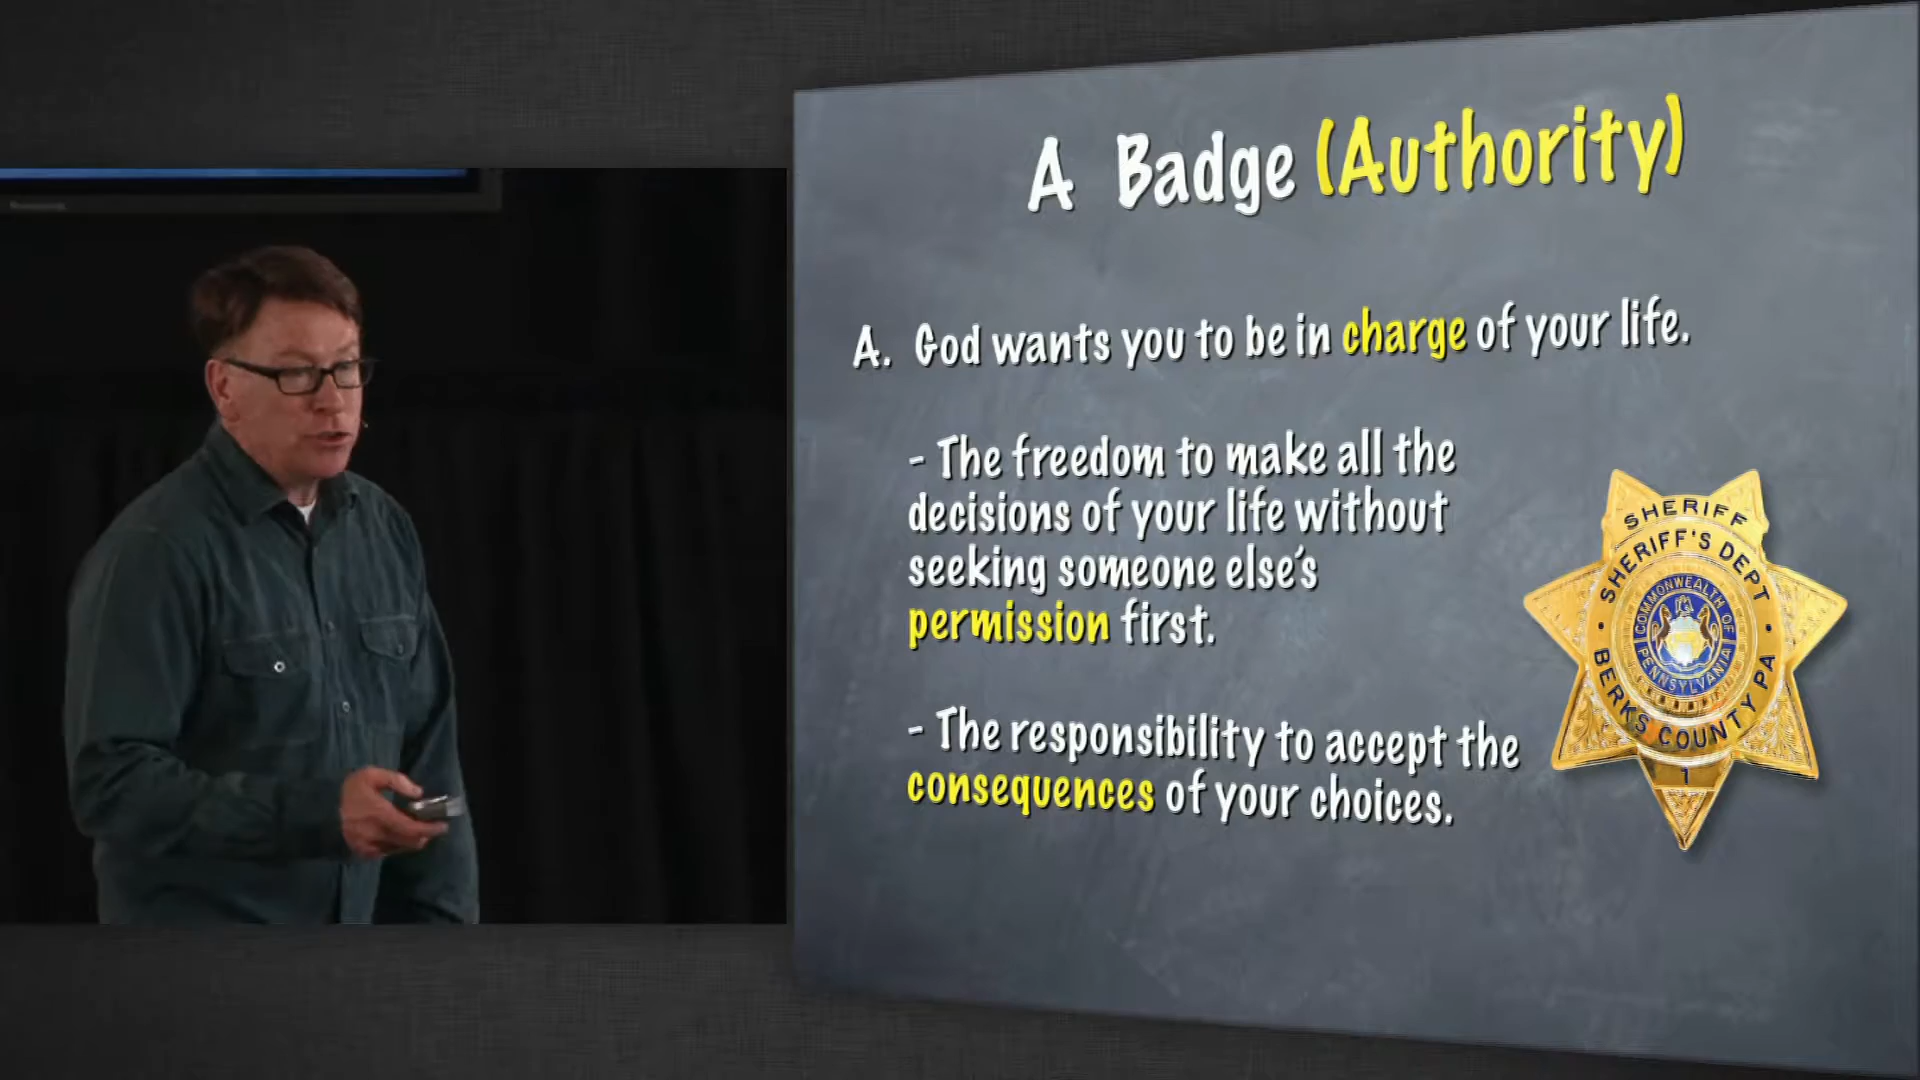 A Badge (Authority)
A. God wants you to be in charge of your life.
- The freedom to make all the
decisions of your life without
seeking someone else's
permission first.
- The responsibility to accept the
consequences of your choices.
SHERIFF
SHERIFF'S DEPT
COMMONWEALTH OF
PENNSYLVANIA
BERKS COUNTY PA
1